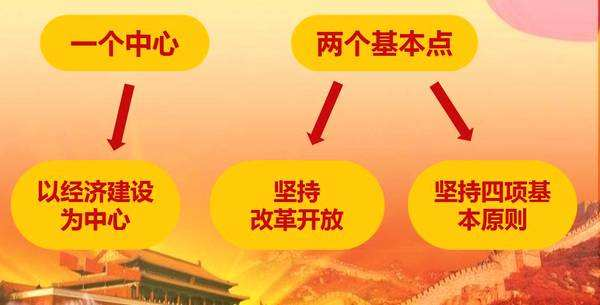 一个中心
两个基本点
以经济建设
为中心
坚持
改革开放
坚持四项基
本原则